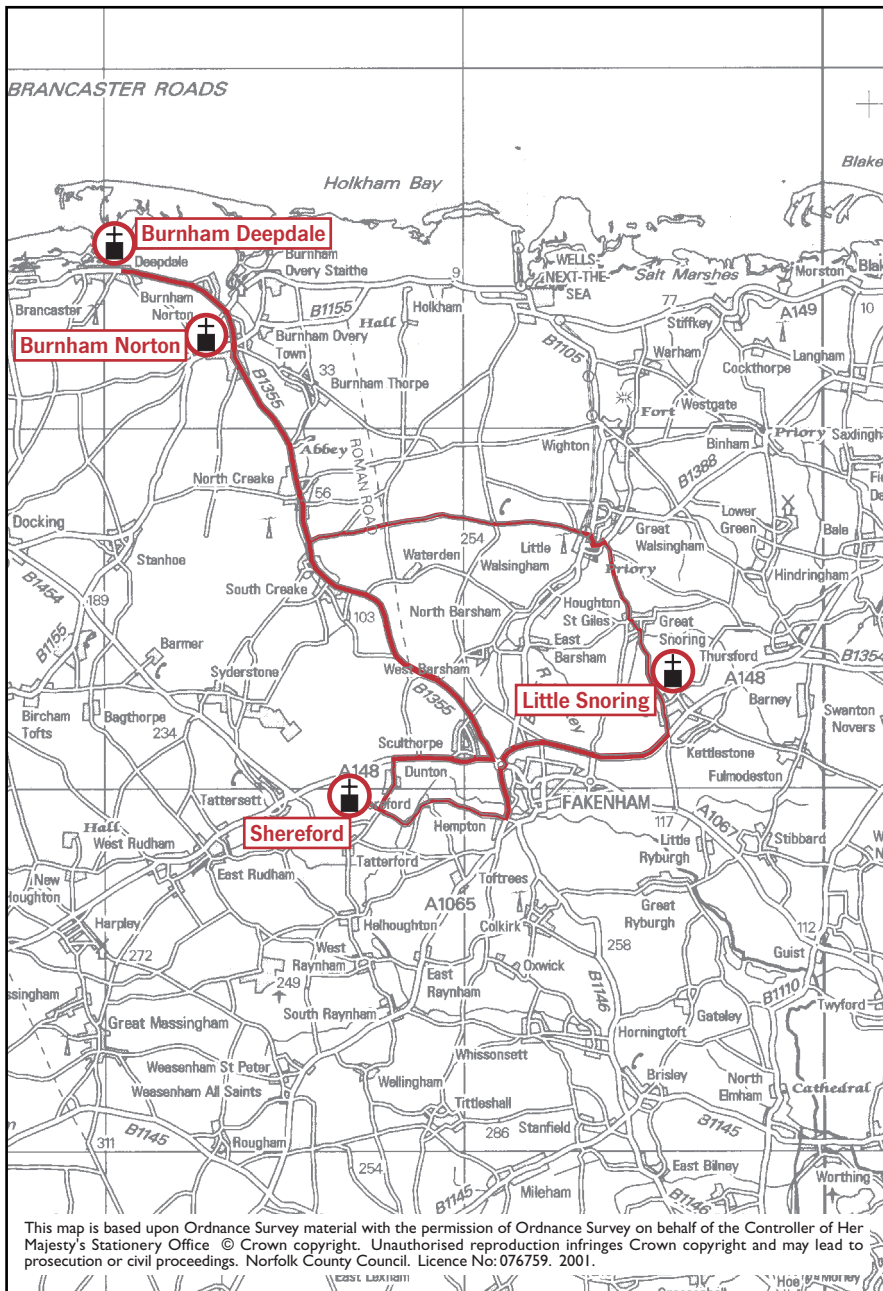 BRANCASTER ROADS
Blake
Holkham Bay
Burnham Deepdale
Deepdale
Burnham
Overy Staithe
WELLS
NEXT-THE
SEA
Salt Marshes
Morston
Blak
9
Brancaster
Burnham
Norton
B1155
Holkham
77
Stiffkey
A149
10
Hall
Burnham Norton
Burnham Overy
Town
B1105
Warham
Langham
Cockthorpe
33
Burnham Thorpe
B1355
Fort
Westgate
Abbey
ROMAN ROAD
Wighton
Binham
Priory
Saxlingha
North Creake
B1388
56
Lower
Green
Docking
Great
Walsingham
Bale
254
Little
Walsingham
Stanhoe
Waterden
Priory
Hindringham
B1454
South Creake
189
North Barsham
Houghton
St Giles
103
Great
Snoring
B1155
Barmer
East
Barsham
Thursford
B1354
West Barsham
A148
Syderstone
Little Snoring
Barney
Bircham
Tofts
Bagthorpe
B1355
Swanton
Novers
234
Sculthorpe
Kettlestone
Dunton
Fulmodeston
A148
Tattersett
FAKENHAM
Shereford
Hempton
117
A1067
Hall
West Rudham
Little
Ryburgh
Stibbard
Tatterford
East Rudham
Toftrees
New
Houghton
A1065
Great
Ryburgh
Harpley
Helhoughton
Colkirk
112
258
272
West
Raynham
Guist
Oxwick
249
East
Raynham
B1146
B1110
South Raynham
Gateley
Twyford
Great Massingham
Horningtoft
Whissonsett
Weasenham St Peter
Brisley
North
Elmham
Cathedral
Wellingham
Weasenham All Saints
Tittleshall
286
Stanfield
B1145
B1145
311
Rougham
254
East Bilney
Worthing
B1145
Mileham
B1146
This map is based upon Ordnance Survey material with the permission of Ordnance Survey on behalf of the Controller of Her
Majesty's Stationery Office © Crown copyright. Unauthorised reproduction infringes Crown copyright and may lead to
prosecution or civil proceedings. Norfolk County Council. Licence No: 076759. 2001.
East Lexham
Hoe